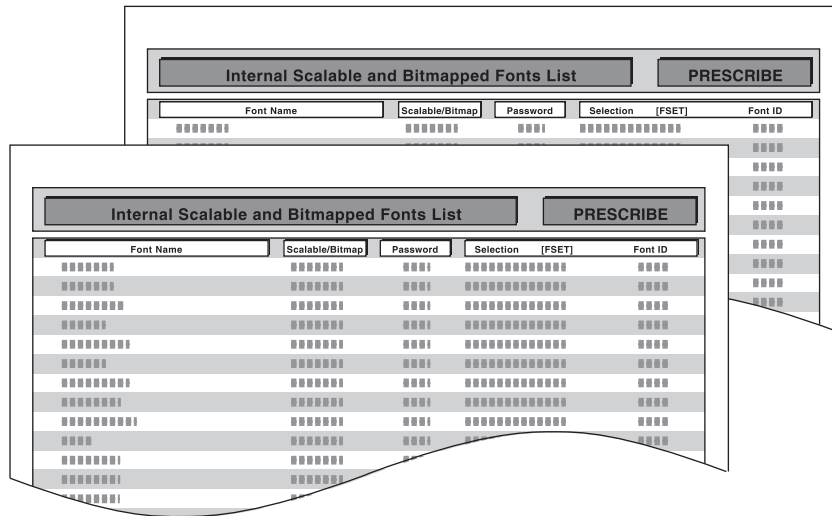 Internal Scalable and Bitmapped Fonts List PRESCRIBE
Font Name Scalable/Bitmap Password Selection [FSET] Font ID
Internal Scalable and Bitmapped Fonts List PRESCRIBE
Font Name Scalable/Bitmap Password Selection [FSET] Font ID